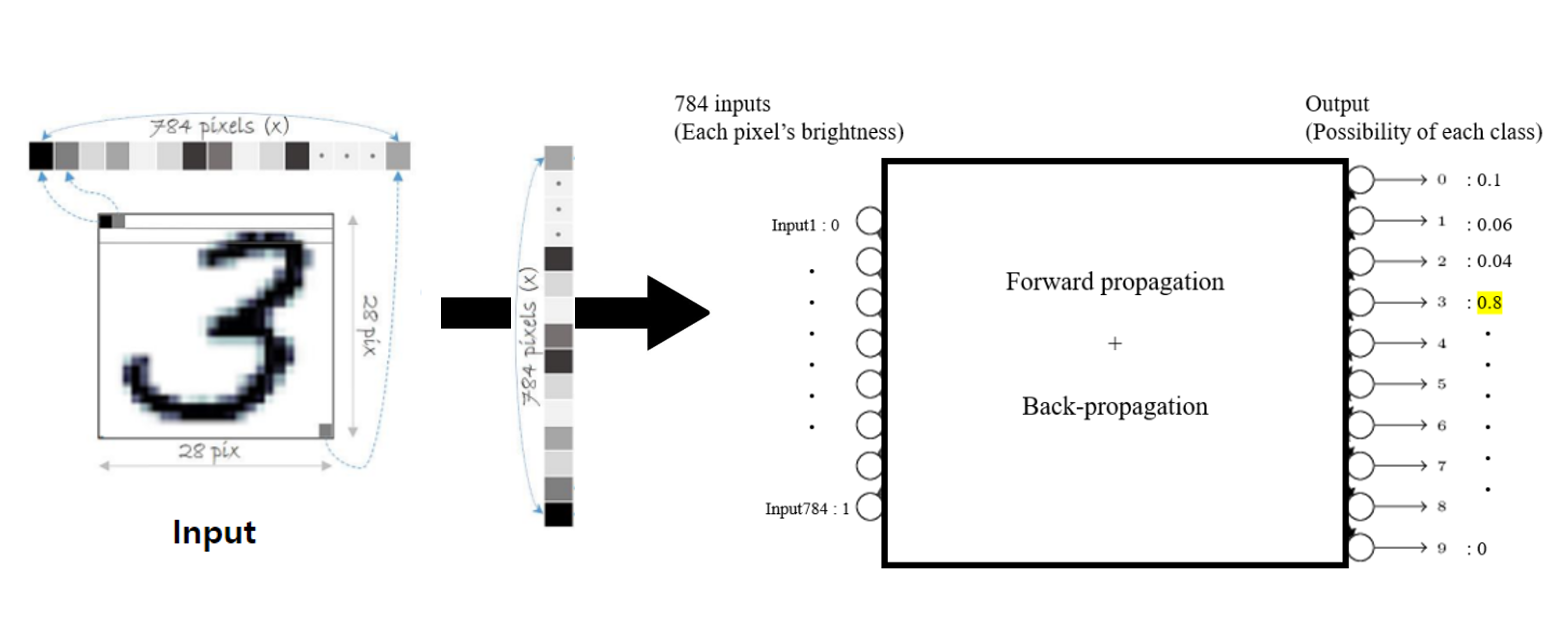 784 pixels (x)
28 pix
28 pix
Input
784 pixels (x)
784 inputs
(Each pixel's brightness)
Input1 : 0
Input784 : 1
Forward propagation
+
Back-propagation
Output
(Possibility of each class)
0 : 0.1
1 : 0.06
2 : 0.04
3 : 0.8
4
5
6
7
8
9 : 0
3